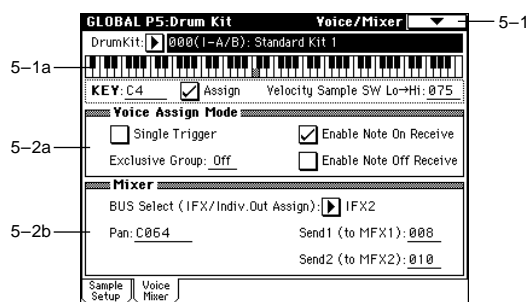 GLOBAL P5:Drum Kit Voice/Mixer 5–1
DrumKit: 000(I-A/B): Standard Kit 1
5–1a
KEY: C4 Assign Velocity Sample SW Lo→Hi: 075
Voice Assign Mode
5–2a
Single Trigger Enable Note On Receive
Exclusive Group: Off Enable Note Off Receive
Mixer
BUS Select (IFX/Indiv.Out Assign): IFX2
5–2b
Pan: C064 Send1 (to MFX1): 008
Send2 (to MFX2): 010
Sample Setup
Voice Mixer